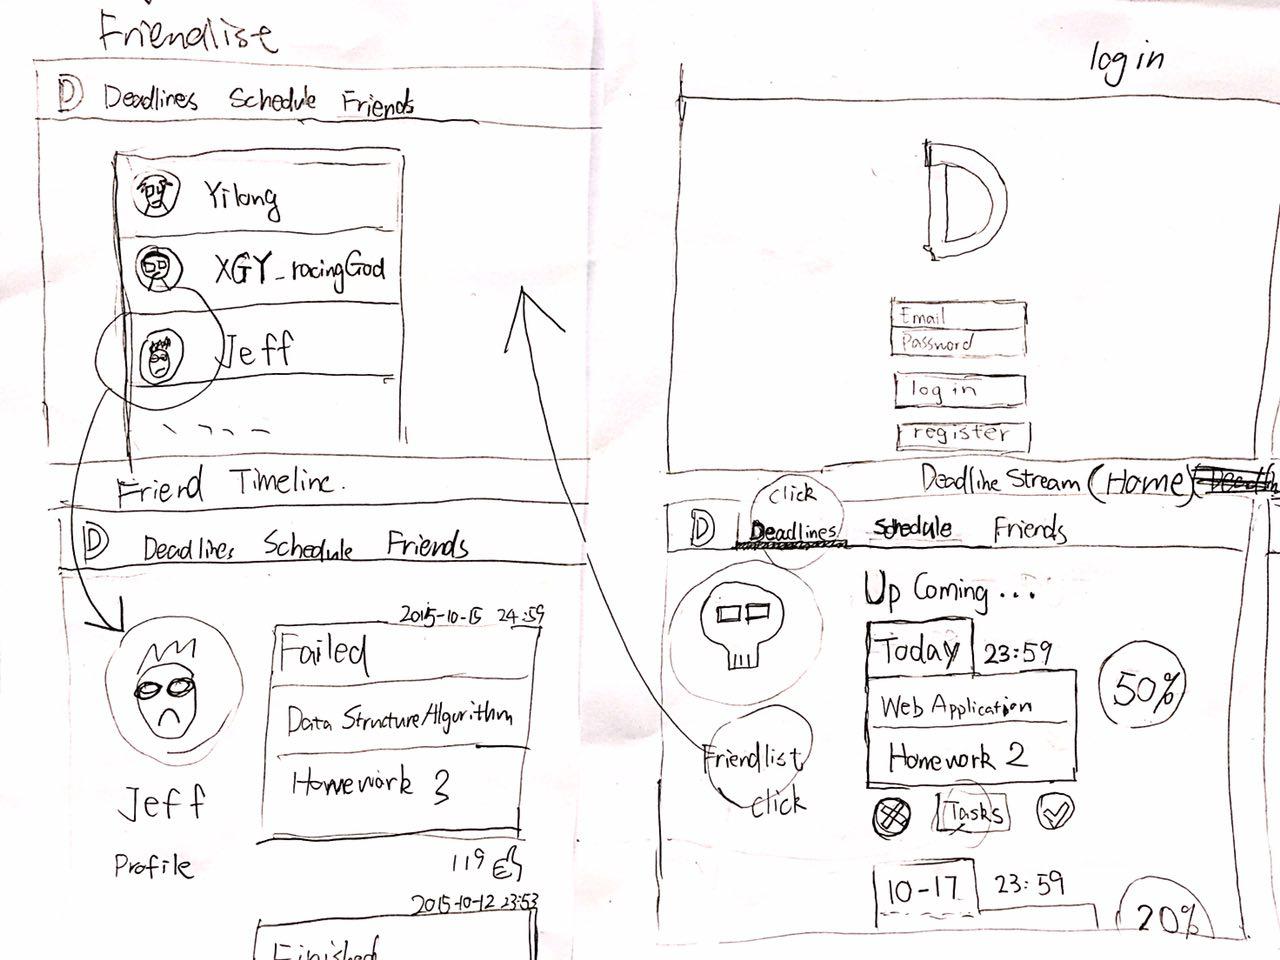 Friendlist
D Deadlines Schedule Friends
Yilong
XGY_racingGod
Jeff
Friend Timeline.
D Deadlines Schedule Friends
2015-10-15 24:59
Failed
Data Structure/Algorithm
Homework 3
Jeff
Profile
119
2015-10-12 23:53
Finished
log in
D
Email
Password
log in
register
Deadline Stream (Home)
click
D Deadlines Schedule Friends
Up Coming ...
Today 23:59
50%
Web Application
Homework 2
Friendlist
click
Tasks
10-17 23:59
20%